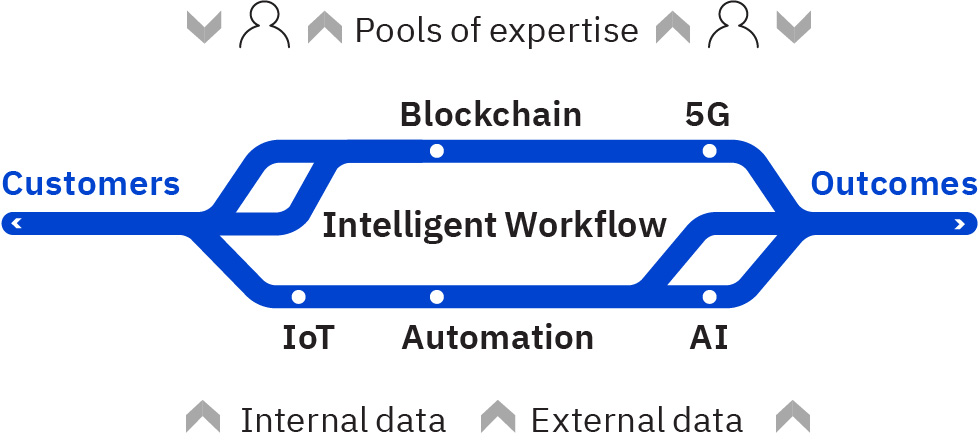 Pools of expertise
Blockchain
5G
Customers
Outcomes
Intelligent Workflow
IoT
Automation
AI
Internal data
External data